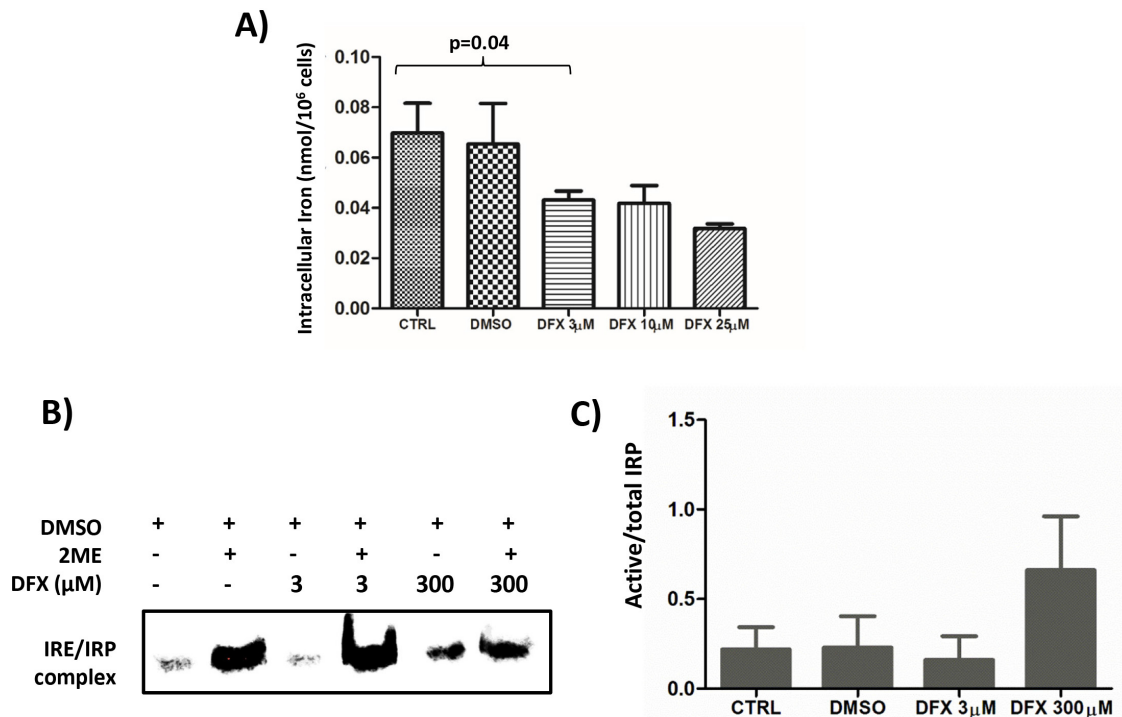 A)
p=0.04
Intracellular Iron (nmol/10⁶ cells)
0.10
0.08
0.06
0.04
0.02
0.00
CTRL DMSO DFX 3μM DFX 10μM DFX 25μM
B)
DMSO + + + + + +
2ME - + - + - +
DFX (μM) - - 3 3 300 300
IRE/IRP
complex
C)
Active/total IRP
1.5
1.0
0.5
0.0
CTRL DMSO DFX 3μM DFX 300μM